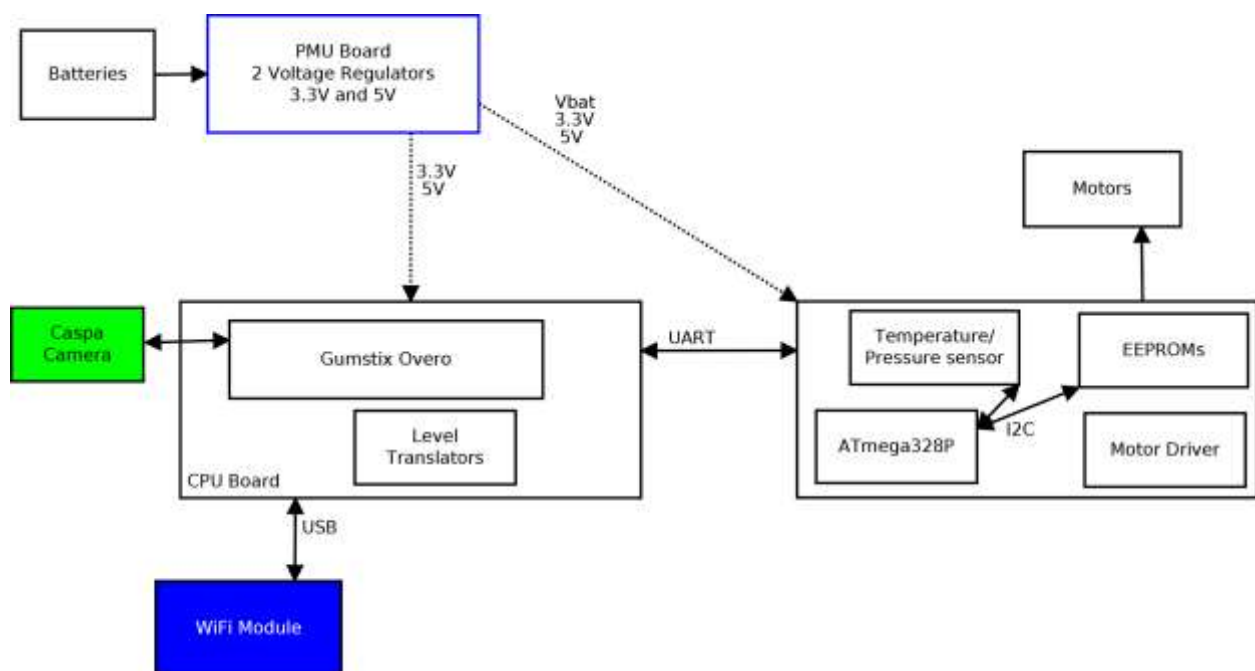 Batteries
PMU Board
2 Voltage Regulators
3.3V and 5V
Vbat
3.3V
5V
3.3V
5V
Motors
Caspa
Camera
Gumstix Overo
Level
Translators
CPU Board
UART
Temperature/
Pressure sensor
EEPROMs
ATmega328P
I2C
Motor Driver
USB
WiFi Module